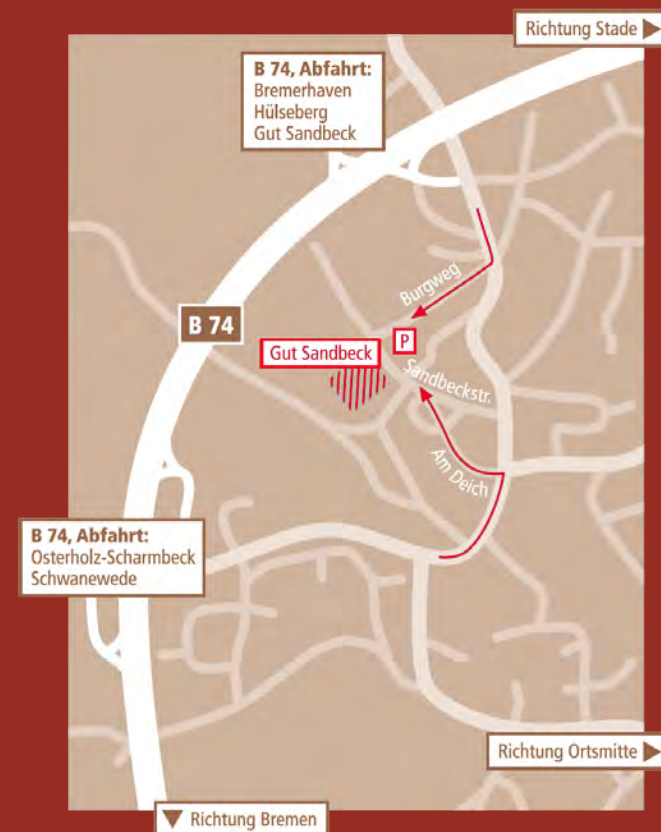 Richtung Stade
B 74, Abfahrt:
Bremerhaven
Hülseberg
Gut Sandbeck
Burgweg
B 74
P
Gut Sandbeck
Sandbeckstr.
Am Deich
B 74, Abfahrt:
Osterholz-Scharmbeck
Schwanewede
Richtung Ortsmitte
Richtung Bremen